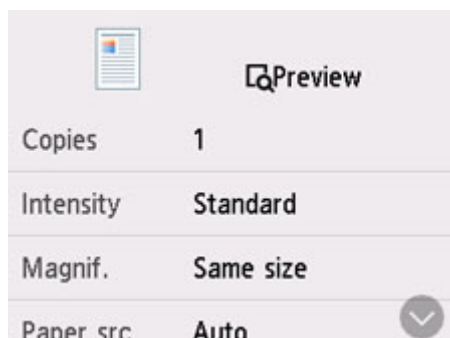 Preview
Copies 1
Intensity Standard
Magnif. Same size
Paper src Auto